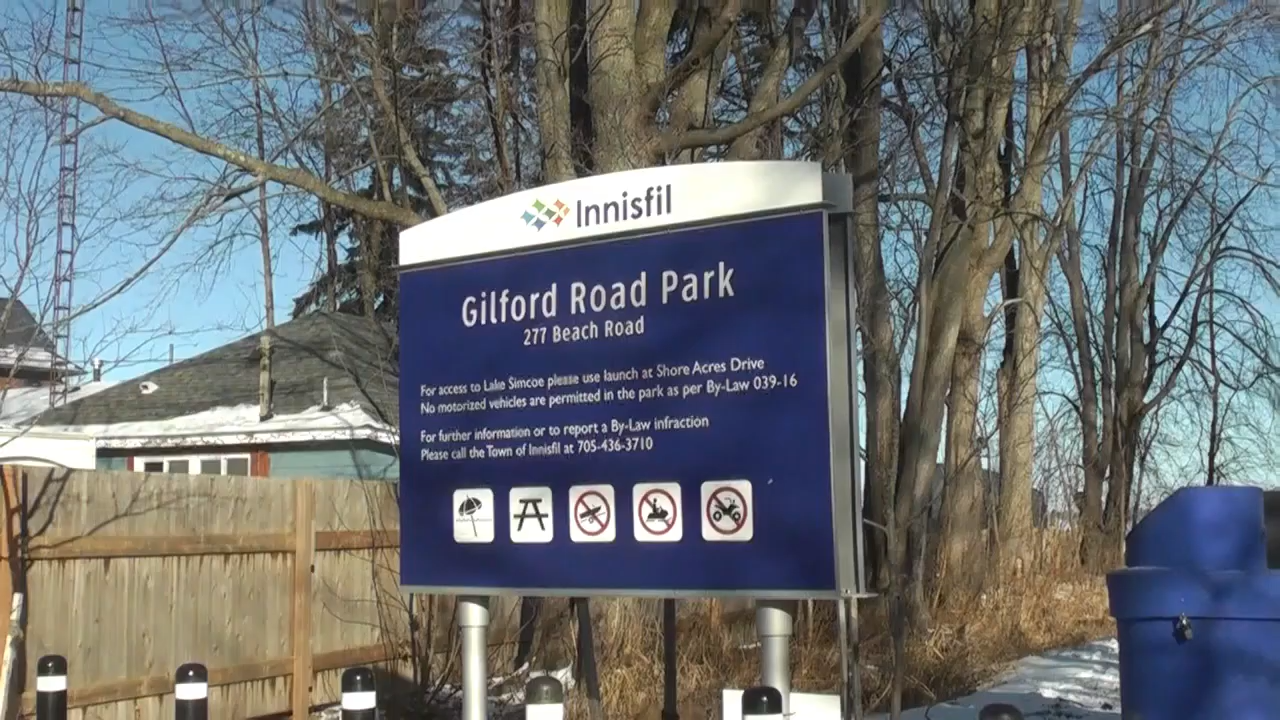 Innisfil
Gilford Road Park
277 Beach Road
For access to Lake Simcoe please use launch at Shore Acres Drive
No motorized vehicles are permitted in the park as per By-Law 039-16
For further information or to report a By-Law infraction
Please call the Town of Innisfil at 705-436-3710